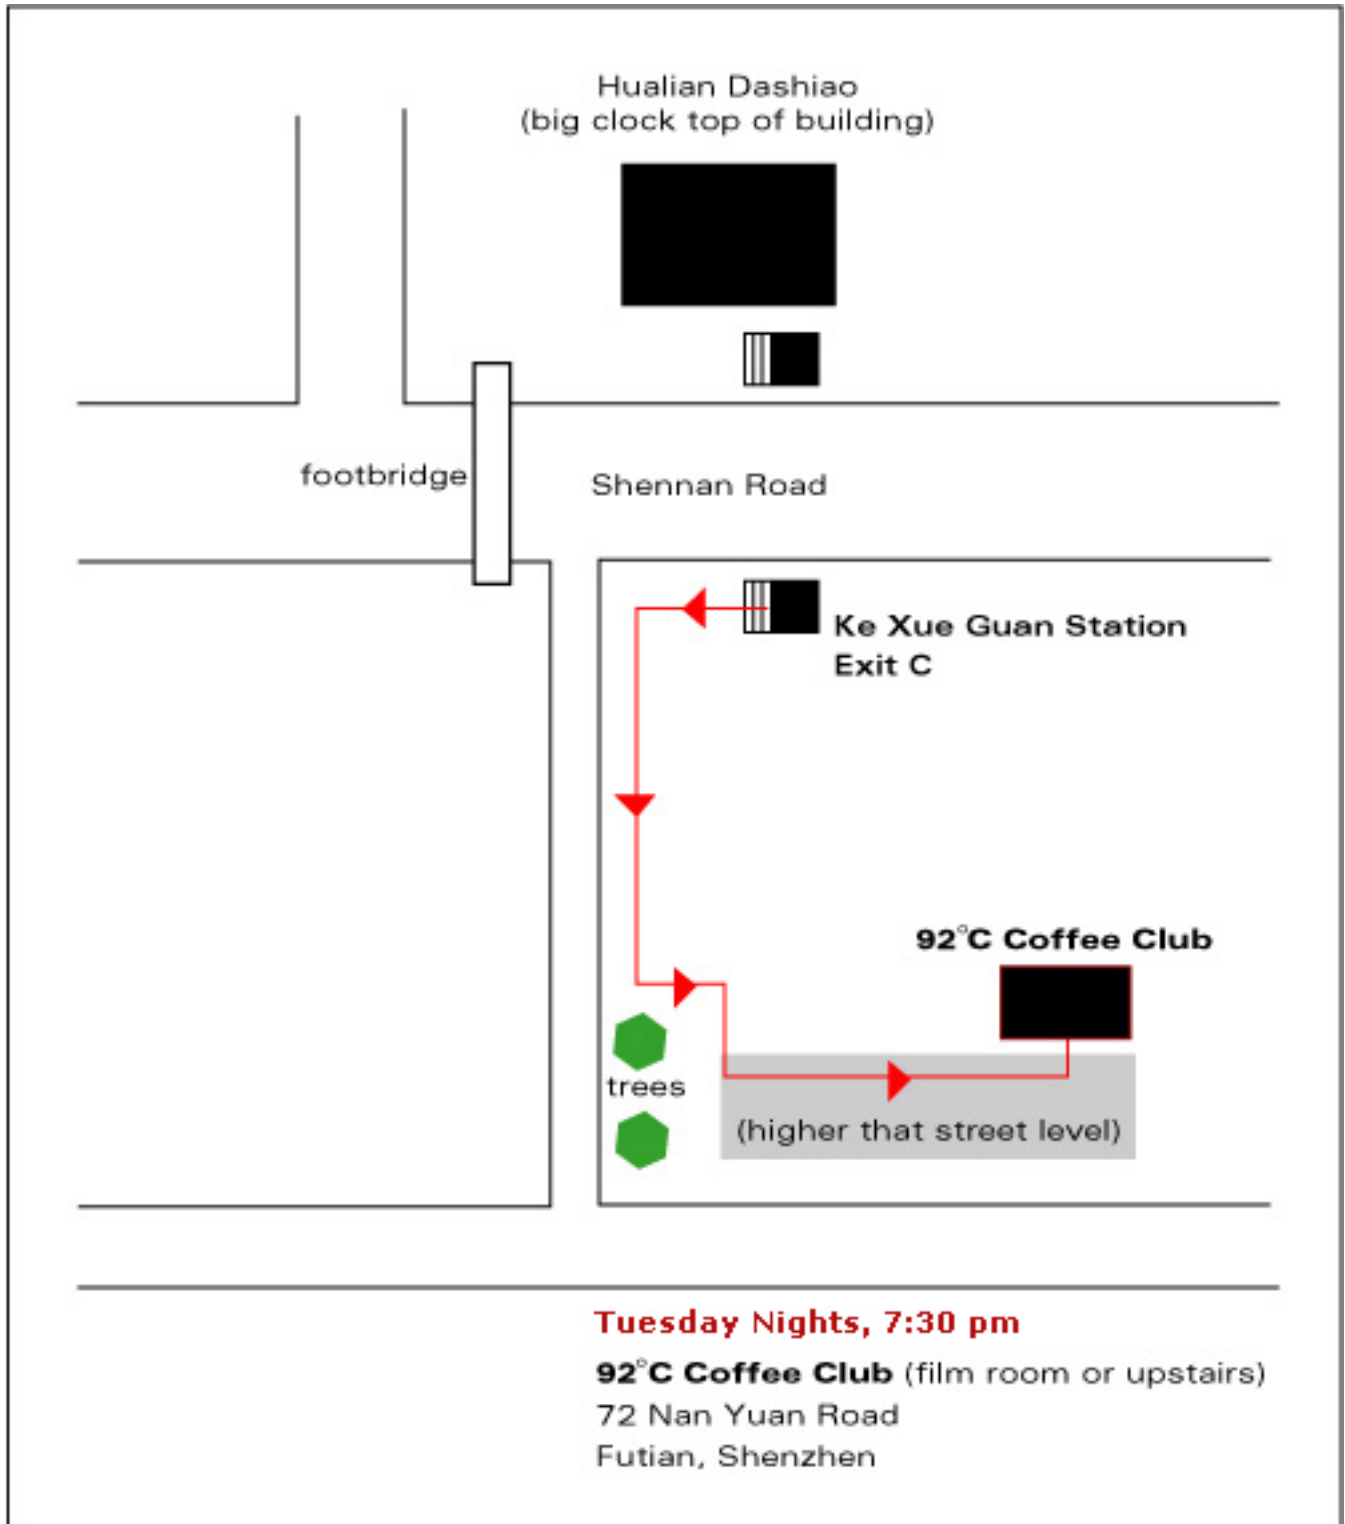 Hualian Dashiao
(big clock top of building)
footbridge
Shennan Road
Ke Xue Guan Station
Exit C
92°C Coffee Club
trees
(higher that street level)
Tuesday Nights, 7:30 pm
92°C Coffee Club (film room or upstairs)
72 Nan Yuan Road
Futian, Shenzhen